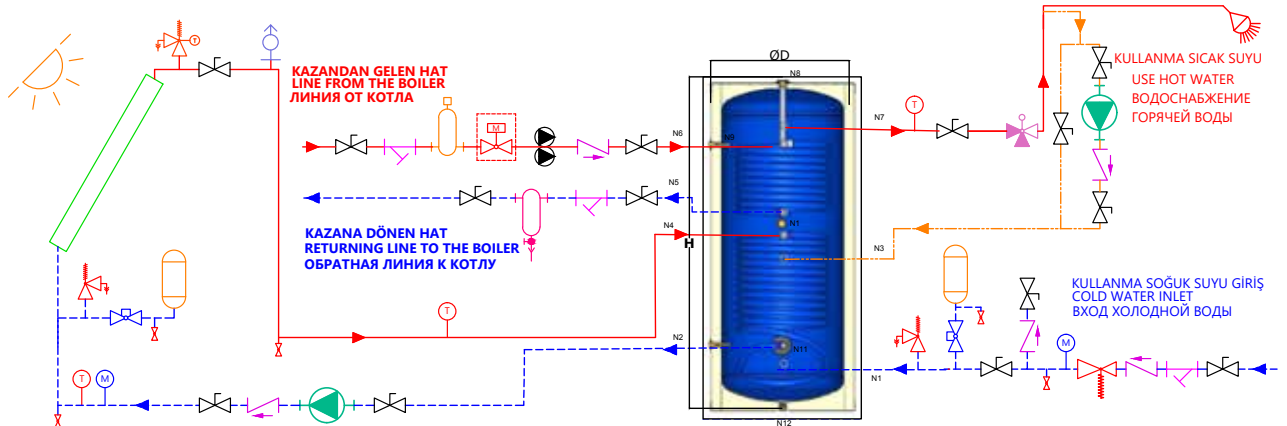 ØD
N8
KAZANDAN GELEN HAT
LINE FROM THE BOILER
ЛИНИЯ ОТ КОТЛА
KULLANMA SICAK SUYU
USE HOT WATER
ВОДОСНАБЖЕНИЕ
ГОРЯЧЕЙ ВОДЫ
T
T
N7
M
N6
N9
N5
N1
N4
H
N3
KAZANA DÖNEN HAT
RETURNING LINE TO THE BOILER
ОБРАТНАЯ ЛИНИЯ К КОТЛУ
KULLANMA SOĞUK SUYU GİRİŞ
COLD WATER INLET
ВХОД ХОЛОДНОЙ ВОДЫ
T
N2
N11
M
N1
T
M
N12